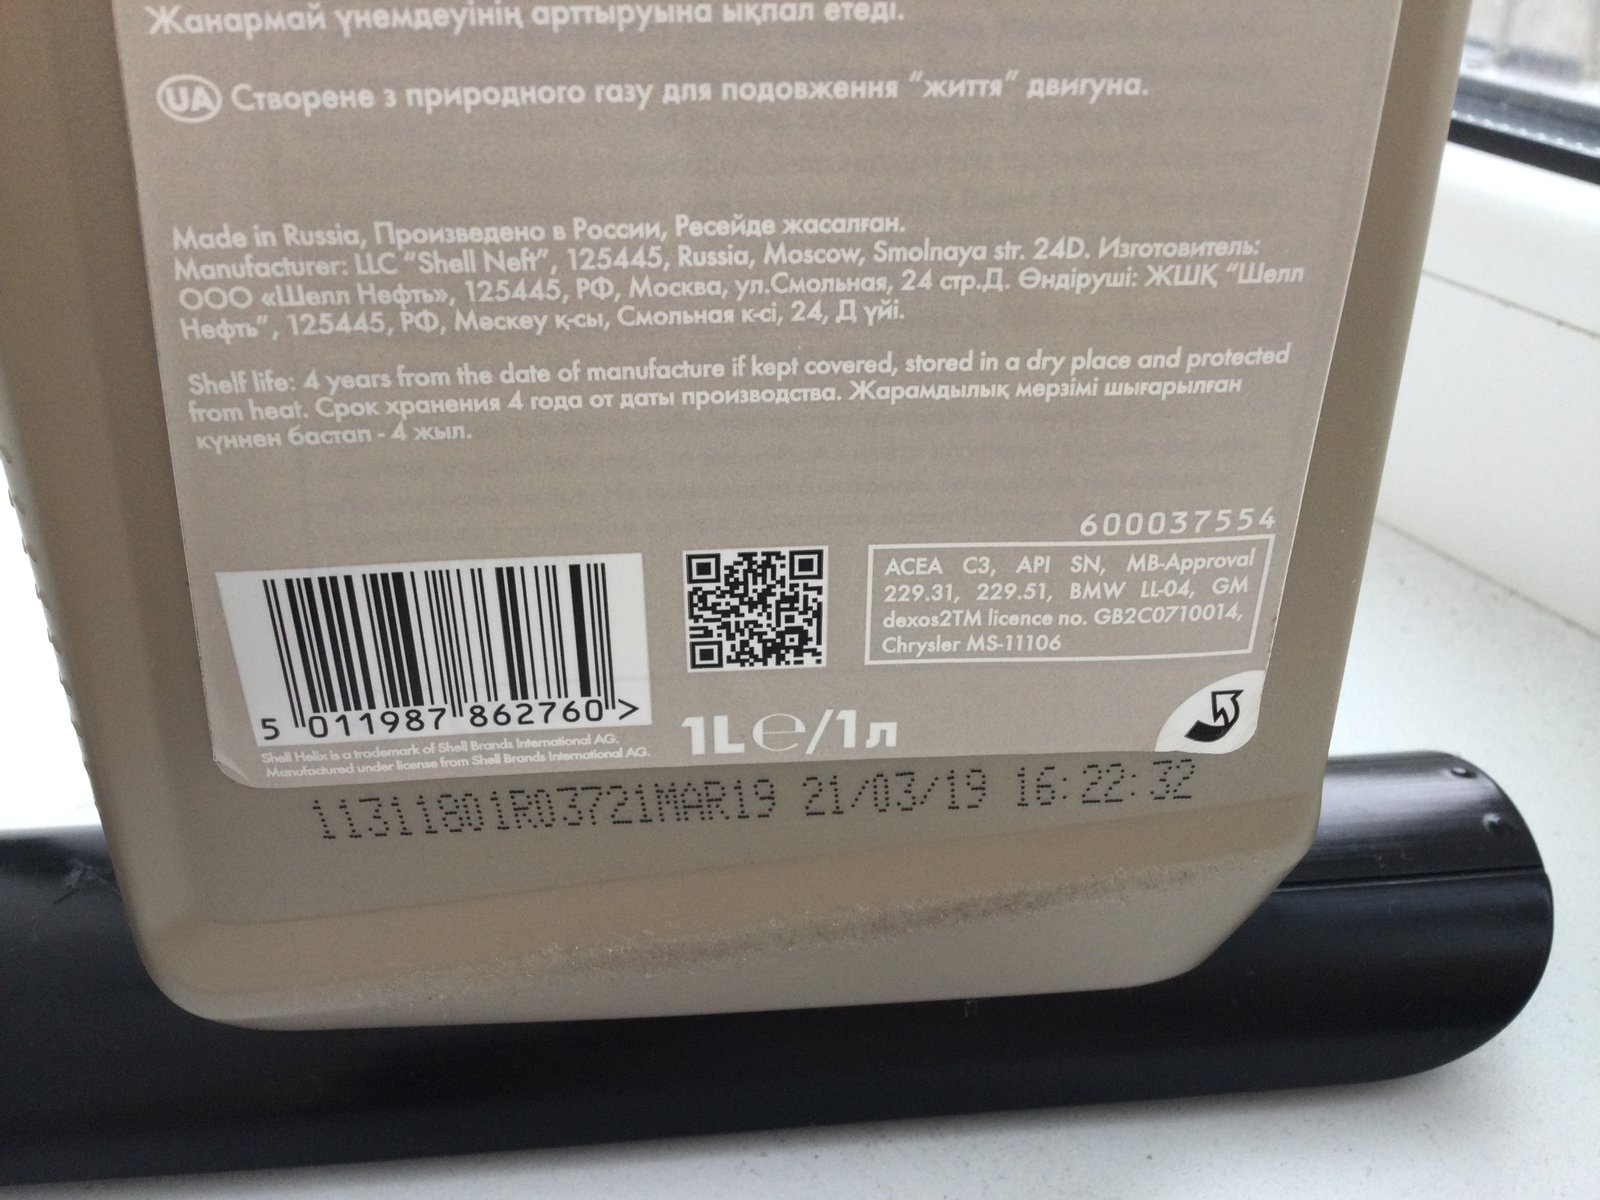 Жанармай үнемдеуінің арттыруына ықпал етеді.
UA Створене з природного газу для подовження “життя” двигуна.
Made in Russia, Произведено в России, Ресейде жасалған.
Manufacturer: LLC “Shell Neft”, 125445, Russia, Moscow, Smolnaya str. 24D. Изготовитель:
ООО «Шелл Нефть», 125445, РФ, Москва, ул.Смольная, 24 стр.Д. Өндіруші: ЖШҚ “Шелл
Нефть”, 125445, РФ, Мәскеу қ-сы, Смольная к-сі, 24, Д үйі.
Shelf life: 4 years from the date of manufacture if kept covered, stored in a dry place and protected
from heat. Срок хранения 4 года от даты производства. Жарамдылық мерзімі шығарылған
күннен бастап - 4 жыл.
600037554
ACEA C3, API SN, MB-Approval
229.31, 229.51, BMW LL-04, GM
dexos2TM licence no. GB2C0710014,
Chrysler MS-11106
5 011987 862760 >
1L e/1л
Shell Helix is a trademark of Shell Brands International AG.
Manufactured under license from Shell Brands International AG.
11311801R03721MAR19 21/03/19 16:22:32